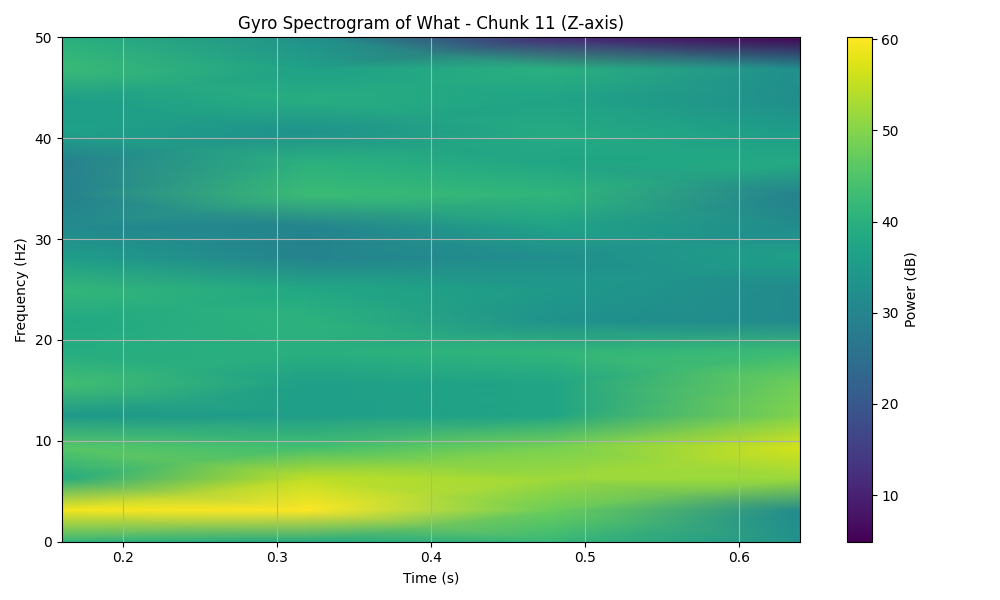 Gyro Spectrogram of What - Chunk 11 (Z-axis)
Frequency (Hz)
50
40
30
20
10
0
0.2 0.3 0.4 0.5 0.6
Time (s)
60
50
40
30
20
10
Power (dB)